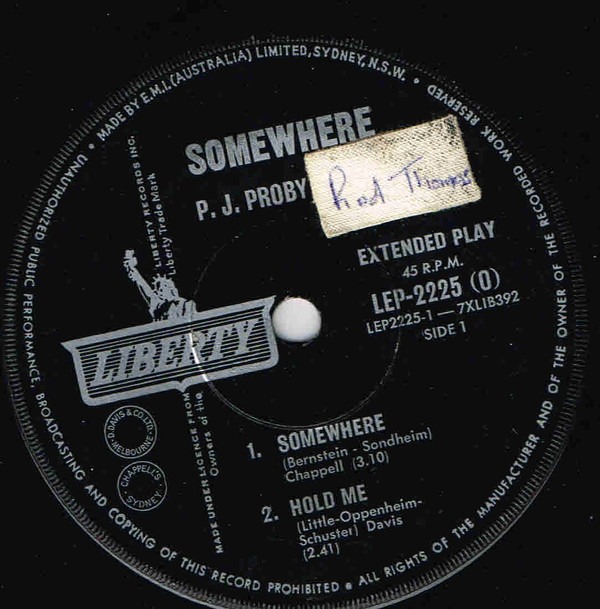 MADE BY E.M.I. (AUSTRALIA) LIMITED, SYDNEY, N.S.W. •
SOMEWHERE
P. J. PROBY
Rod Thomas
EXTENDED PLAY
45 R.P.M.
LEP-2225 (O)
LEP2225-1 — 7XLIB392
SIDE 1
LIBERTY RECORDS INC.
Liberty Trade Mark
LIBERTY
MADE UNDER LICENCE FROM
Owners of the
D. DAVIS & CO. LTD. MELBOURNE
CHAPPELL'S SYDNEY
1. SOMEWHERE
(Bernstein - Sondheim)
Chappell (3.10)
2. HOLD ME
(Little-Oppenheim-
Schuster) Davis
(2.41)
• UNAUTHORIZED PUBLIC PERFORMANCE, BROADCASTING AND COPYING OF THIS RECORD PROHIBITED • ALL RIGHTS OF THE MANUFACTURER AND OF THE OWNER OF THE RECORDED WORK RESERVED •